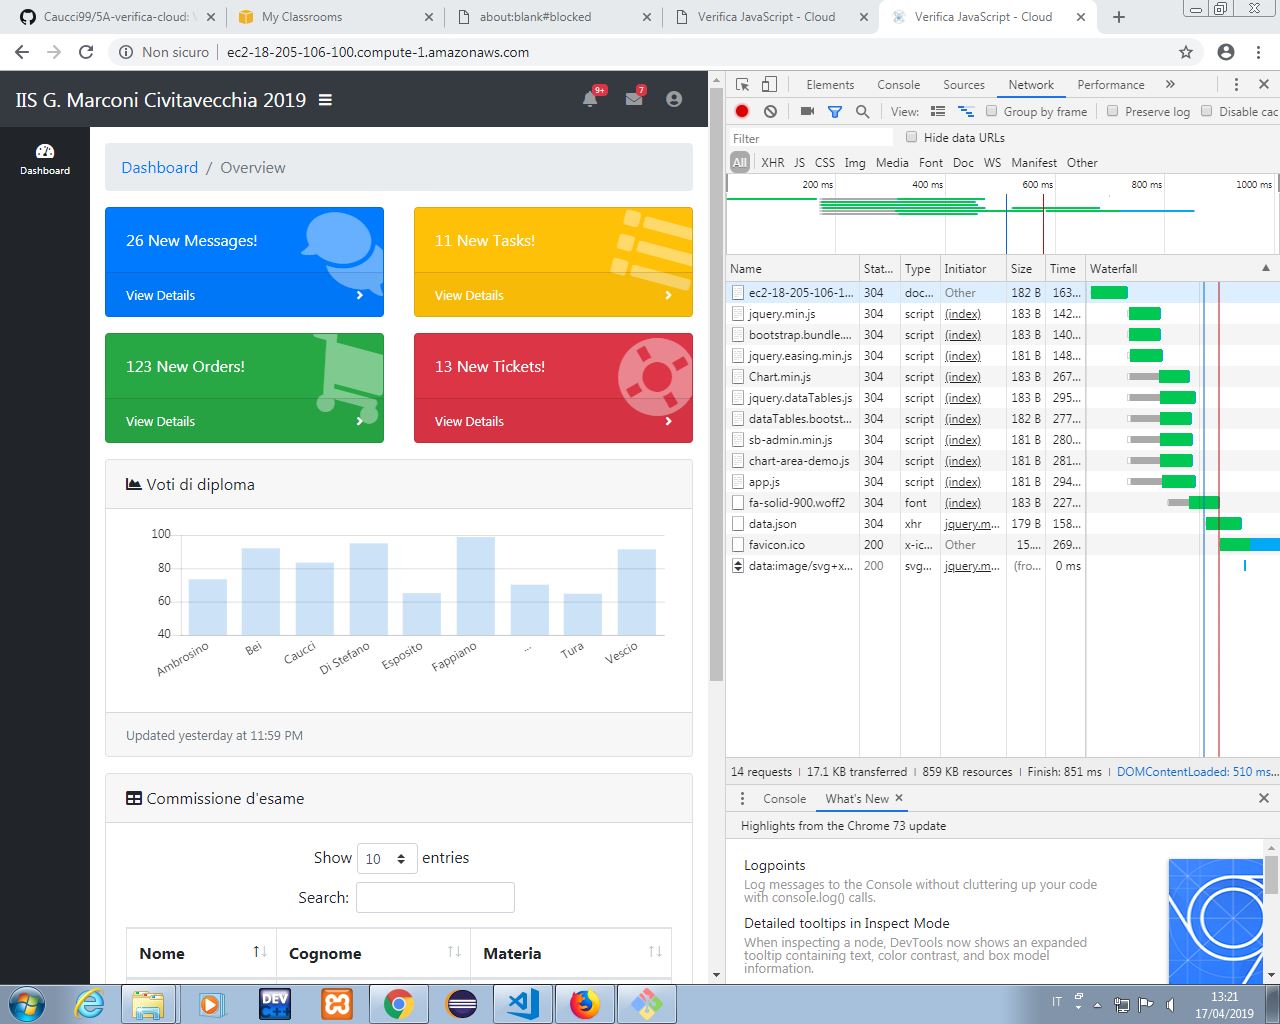 Caucci99/5A-verifica-cloud: V
My Classrooms
about:blank#blocked
Verifica JavaScript - Cloud
Verifica JavaScript - Cloud
Non sicuro
ec2-18-205-106-100.compute-1.amazonaws.com
IIS G. Marconi Civitavecchia 2019
9+
7
Dashboard
Dashboard / Overview
26 New Messages!
View Details
11 New Tasks!
View Details
123 New Orders!
View Details
13 New Tickets!
View Details
Voti di diploma
100
80
60
40
Ambrosino
Bei
Caucci
Di Stefano
Esposito
Fappiano
...
Tura
Vescio
Updated yesterday at 11:59 PM
Commissione d'esame
Show 10 entries
Search:
Nome Cognome Materia
Elements Console Sources Network Performance »
View: Group by frame Preserve log Disable cac
Filter Hide data URLs
All XHR JS CSS Img Media Font Doc WS Manifest Other
200 ms 400 ms 600 ms 800 ms 1000 ms
Name Stat... Type Initiator Size Time Waterfall
ec2-18-205-106-1... 304 doc... Other 182 B 163...
jquery.min.js 304 script (index) 183 B 142...
bootstrap.bundle.... 304 script (index) 183 B 140...
jquery.easing.min.js 304 script (index) 181 B 148...
Chart.min.js 304 script (index) 183 B 267...
jquery.dataTables.js 304 script (index) 183 B 295...
dataTables.bootst... 304 script (index) 182 B 277...
sb-admin.min.js 304 script (index) 181 B 280...
chart-area-demo.js 304 script (index) 181 B 281...
app.js 304 script (index) 181 B 294...
fa-solid-900.woff2 304 font (index) 183 B 227...
data.json 304 xhr jquery.m... 179 B 158...
favicon.ico 200 x-ic... Other 15.... 269...
data:image/svg+x... 200 svg... jquery.m... (fro... 0 ms
14 requests 17.1 KB transferred 859 KB resources Finish: 851 ms DOMContentLoaded: 510 ms...
Console What's New
Highlights from the Chrome 73 update
Logpoints
Log messages to the Console without cluttering up your code
with console.log() calls.
Detailed tooltips in Inspect Mode
When inspecting a node, DevTools now shows an expanded
tooltip containing text, color contrast, and box model
information.
DEV
C++
IT
13:21
17/04/2019